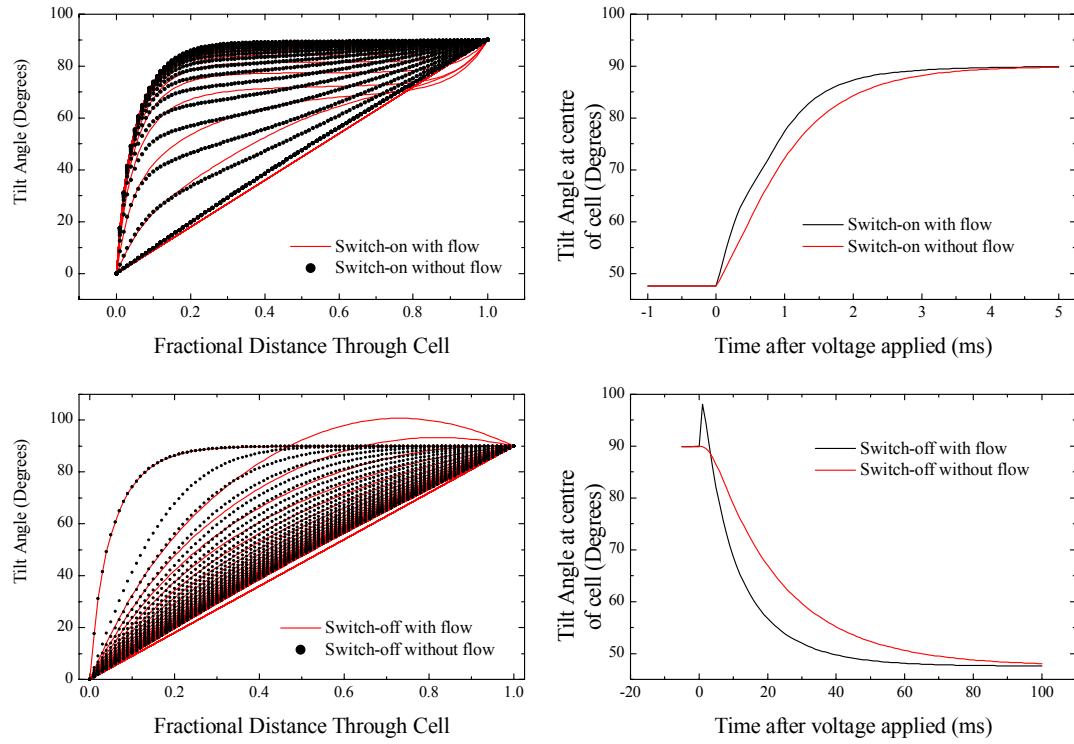 100
80
60
40
20
0
Tilt Angle (Degrees)
Switch-on with flow
Switch-on without flow
0.0 0.2 0.4 0.6 0.8 1.0
Fractional Distance Through Cell
100
90
80
70
60
50
Tilt Angle at centre
of cell (Degrees)
Switch-on with flow
Switch-on without flow
-1 0 1 2 3 4 5
Time after voltage applied (ms)
100
80
60
40
20
0
Tilt Angle (Degrees)
Switch-off with flow
Switch-off without flow
0.0 0.2 0.4 0.6 0.8 1.0
Fractional Distance Through Cell
100
90
80
70
60
50
Tilt Angle at centre
of cell (Degrees)
Switch-off with flow
Switch-off without flow
-20 0 20 40 60 80 100
Time after voltage applied (ms)